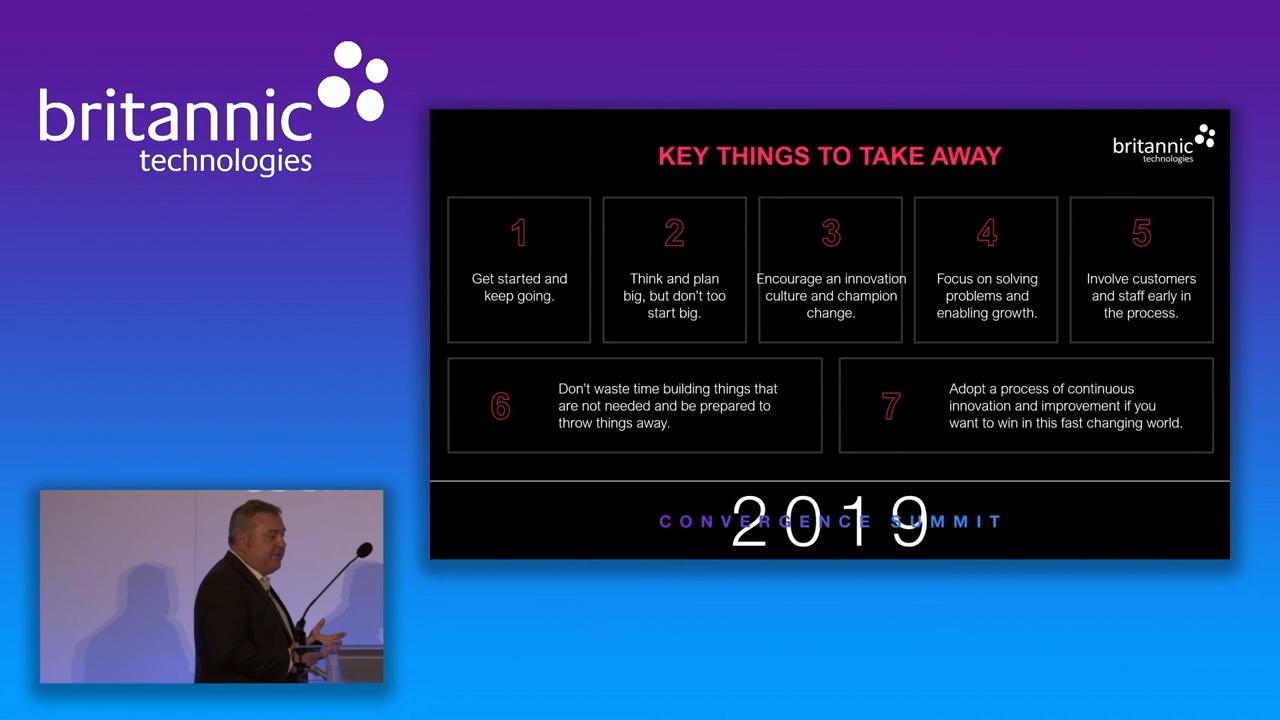 britannic
technologies
KEY THINGS TO TAKE AWAY
britannic
technologies
1
Get started and
keep going.
2
Think and plan
big, but don't too
start big.
3
Encourage an innovation
culture and champion
change.
4
Focus on solving
problems and
enabling growth.
5
Involve customers
and staff early in
the process.
6
Don't waste time building things that
are not needed and be prepared to
throw things away.
7
Adopt a process of continuous
innovation and improvement if you
want to win in this fast changing world.
2019
CONVERGENCE SUMMIT